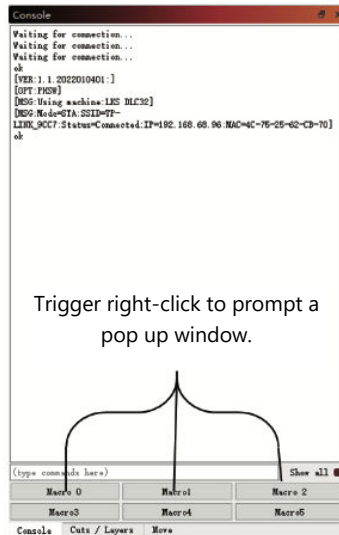 Console
Waiting for connection...
Waiting for connection...
Waiting for connection...
ok
[VER:1.1.2022010401:]
[OPT:PHSW]
[MSG:Using machine:LKS DLC32]
[MSG:Mode=STA:SSID=TP-
LINK_9CC7:Status=Connected:IP=192.168.68.96:MAC=4C-75-25-62-CB-70]
ok
Trigger right-click to prompt a
pop up window.
(type commands here) Show all
Macro 0 Macro1 Macro 2
Macro3 Macro4 Macro5
Console Cuts / Layers Move